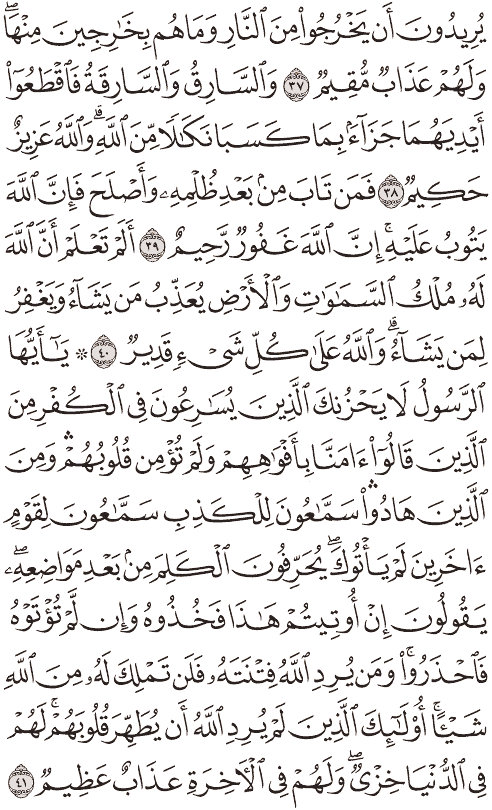 يُرِيدُونَ أَن يَخْرُجُوا۟ مِنَ ٱلنَّارِ وَمَا هُم بِخَـٰرِجِينَ مِنْهَا ۖ
وَلَهُمْ عَذَابٌ مُّقِيمٌ ٣٧ وَٱلسَّارِقُ وَٱلسَّارِقَةُ فَٱقْطَعُوٓا۟
أَيْدِيَهُمَا جَزَآءًۢ بِمَا كَسَبَا نَكَـٰلًا مِّنَ ٱللَّهِ ۗ وَٱللَّهُ عَزِيزٌ
حَكِيمٌ ٣٨ فَمَن تَابَ مِنۢ بَعْدِ ظُلْمِهِۦ وَأَصْلَحَ فَإِنَّ ٱللَّهَ
يَتُوبُ عَلَيْهِ ۗ إِنَّ ٱللَّهَ غَفُورٌ رَّحِيمٌ ٣٩ أَلَمْ تَعْلَمْ أَنَّ ٱللَّهَ
لَهُۥ مُلْكُ ٱلسَّمَـٰوَٰتِ وَٱلْأَرْضِ يُعَذِّبُ مَن يَشَآءُ وَيَغْفِرُ
لِمَن يَشَآءُ ۗ وَٱللَّهُ عَلَىٰ كُلِّ شَىْءٍ قَدِيرٌ ٤٠ ۞ يَـٰٓأَيُّهَا
ٱلرَّسُولُ لَا يَحْزُنكَ ٱلَّذِينَ يُسَـٰرِعُونَ فِى ٱلْكُفْرِ مِنَ
ٱلَّذِينَ قَالُوٓا۟ ءَامَنَّا بِأَفْوَٰهِهِمْ وَلَمْ تُؤْمِن قُلُوبُهُمْ ۛ وَمِنَ
ٱلَّذِينَ هَادُوا۟ ۛ سَمَّـٰعُونَ لِلْكَذِبِ سَمَّـٰعُونَ لِقَوْمٍ
ءَاخَرِينَ لَمْ يَأْتُوكَ ۖ يُحَرِّفُونَ ٱلْكَلِمَ مِنۢ بَعْدِ مَوَاضِعِهِۦ ۖ
يَقُولُونَ إِنْ أُوتِيتُمْ هَـٰذَا فَخُذُوهُ وَإِن لَّمْ تُؤْتَوْهُ
فَٱحْذَرُوا۟ ۚ وَمَن يُرِدِ ٱللَّهُ فِتْنَتَهُۥ فَلَن تَمْلِكَ لَهُۥ مِنَ ٱللَّهِ
شَيْـًٔا ۚ أُو۟لَـٰٓئِكَ ٱلَّذِينَ لَمْ يُرِدِ ٱللَّهُ أَن يُطَهِّرَ قُلُوبَهُمْ ۚ لَهُمْ
فِى ٱلدُّنْيَا خِزْىٌ ۖ وَلَهُمْ فِى ٱلْـَٔاخِرَةِ عَذَابٌ عَظِيمٌ ٤١